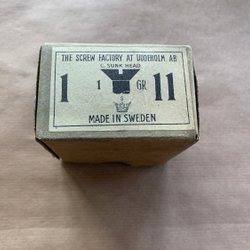 THE SCREW FACTORY AT UDDEHOLM AB
C. SUNK HEAD
1 1 GR 11
MADE IN SWEDEN